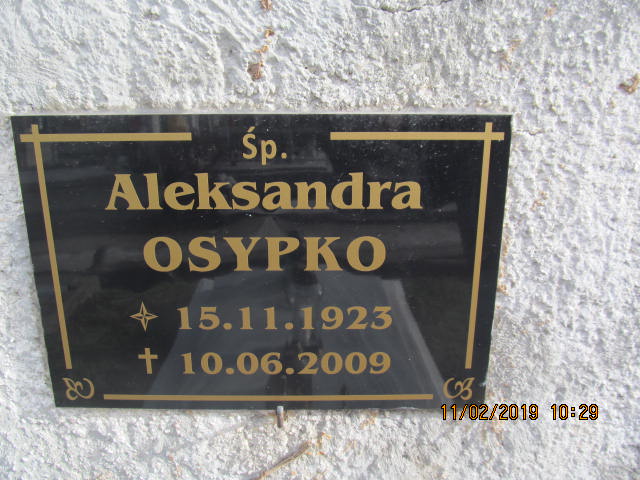 Śp.
Aleksandra
OSYPKO
15.11.1923
10.06.2009
11/02/2019 10:29